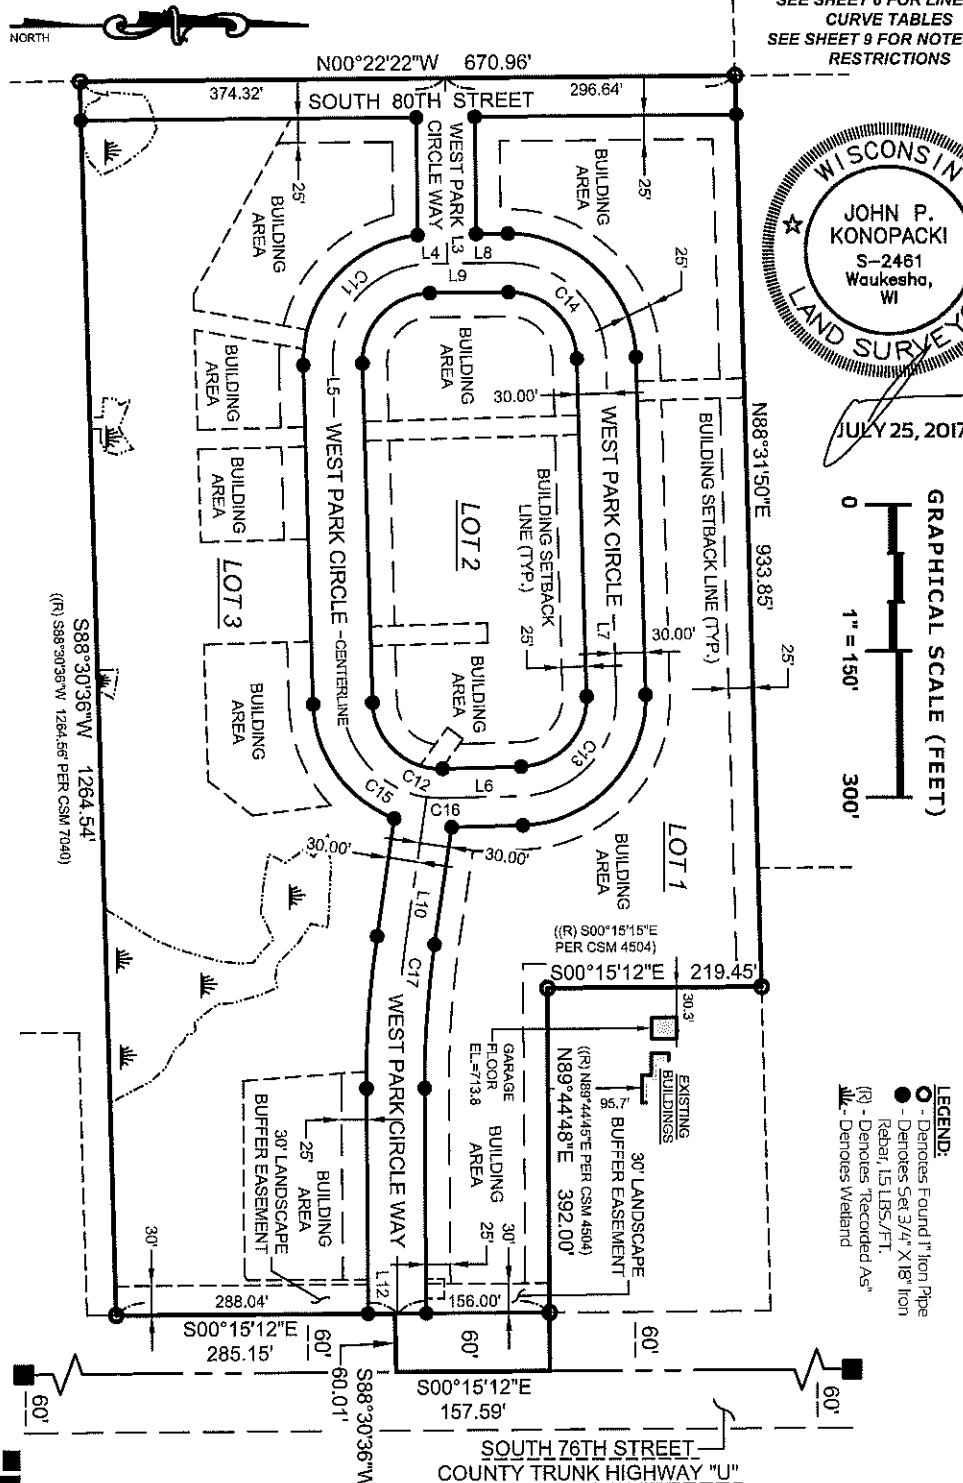 SEE SHEET 9 FOR NOTE
CURVE TABLES
RESTRICTIONS
NORTH
N00°22'22"W 670.96'
374.32'
296.64'
SOUTH 80TH STREET
WEST PARK
CIRCLE WAY
25'
25'
BUILDING
AREA
BUILDING
AREA
L3
L4
L8
L9
C11
C14
25'
WISCONSIN
JOHN P.
KONOPACKI
S-2461
Waukesha,
WI
LAND SURVEY
JULY 25, 2017
BUILDING
AREA
BUILDING
AREA
30.00'
L5
WEST PARK CIRCLE
CENTERLINE
WEST PARK CIRCLE
BUILDING SETBACK LINE (TYP.)
N88°31'50"E 933.85'
BUILDING
AREA
LOT 2
BUILDING SETBACK
LINE (TYP.)
LOT 3
25'
L7
30.00'
25'
GRAPHICAL SCALE (FEET)
0
1" = 150'
300'
BUILDING
AREA
BUILDING
AREA
S88°30'36"W 1264.54'
((R) S88°30'36"W 1264.56' PER CSM 7040)
C12
L6
C13
C15
C16
30.00'
30.00'
LOT 1
BUILDING
AREA
L10
C17
((R) S00°15'15"E
PER CSM 4504)
S00°15'12"E 219.45'
30.3'
GARAGE
FLOOR
EL.=713.8
EXISTING
BUILDINGS
95.7'
((R) N89°44'45"E PER CSM 4504)
N89°44'48"E 392.00'
WEST PARK CIRCLE WAY
BUILDING
AREA
30' LANDSCAPE
BUFFER EASEMENT
25'
BUILDING
AREA
30' LANDSCAPE
BUFFER EASEMENT
25'
30'
30'
L12
LEGEND:
- Denotes Found 1" Iron Pipe
- Denotes Set 3/4" X 18" Iron
Rebar, 1.5 LBS./FT.
(R) - Denotes "Recorded As"
- Denotes Wetland
288.04'
156.00'
S00°15'12"E
285.15'
60'
60'
60'
60.01'
S88°30'36"W
S00°15'12"E
157.59'
60'
60'
SOUTH 76TH STREET
COUNTY TRUNK HIGHWAY "U"